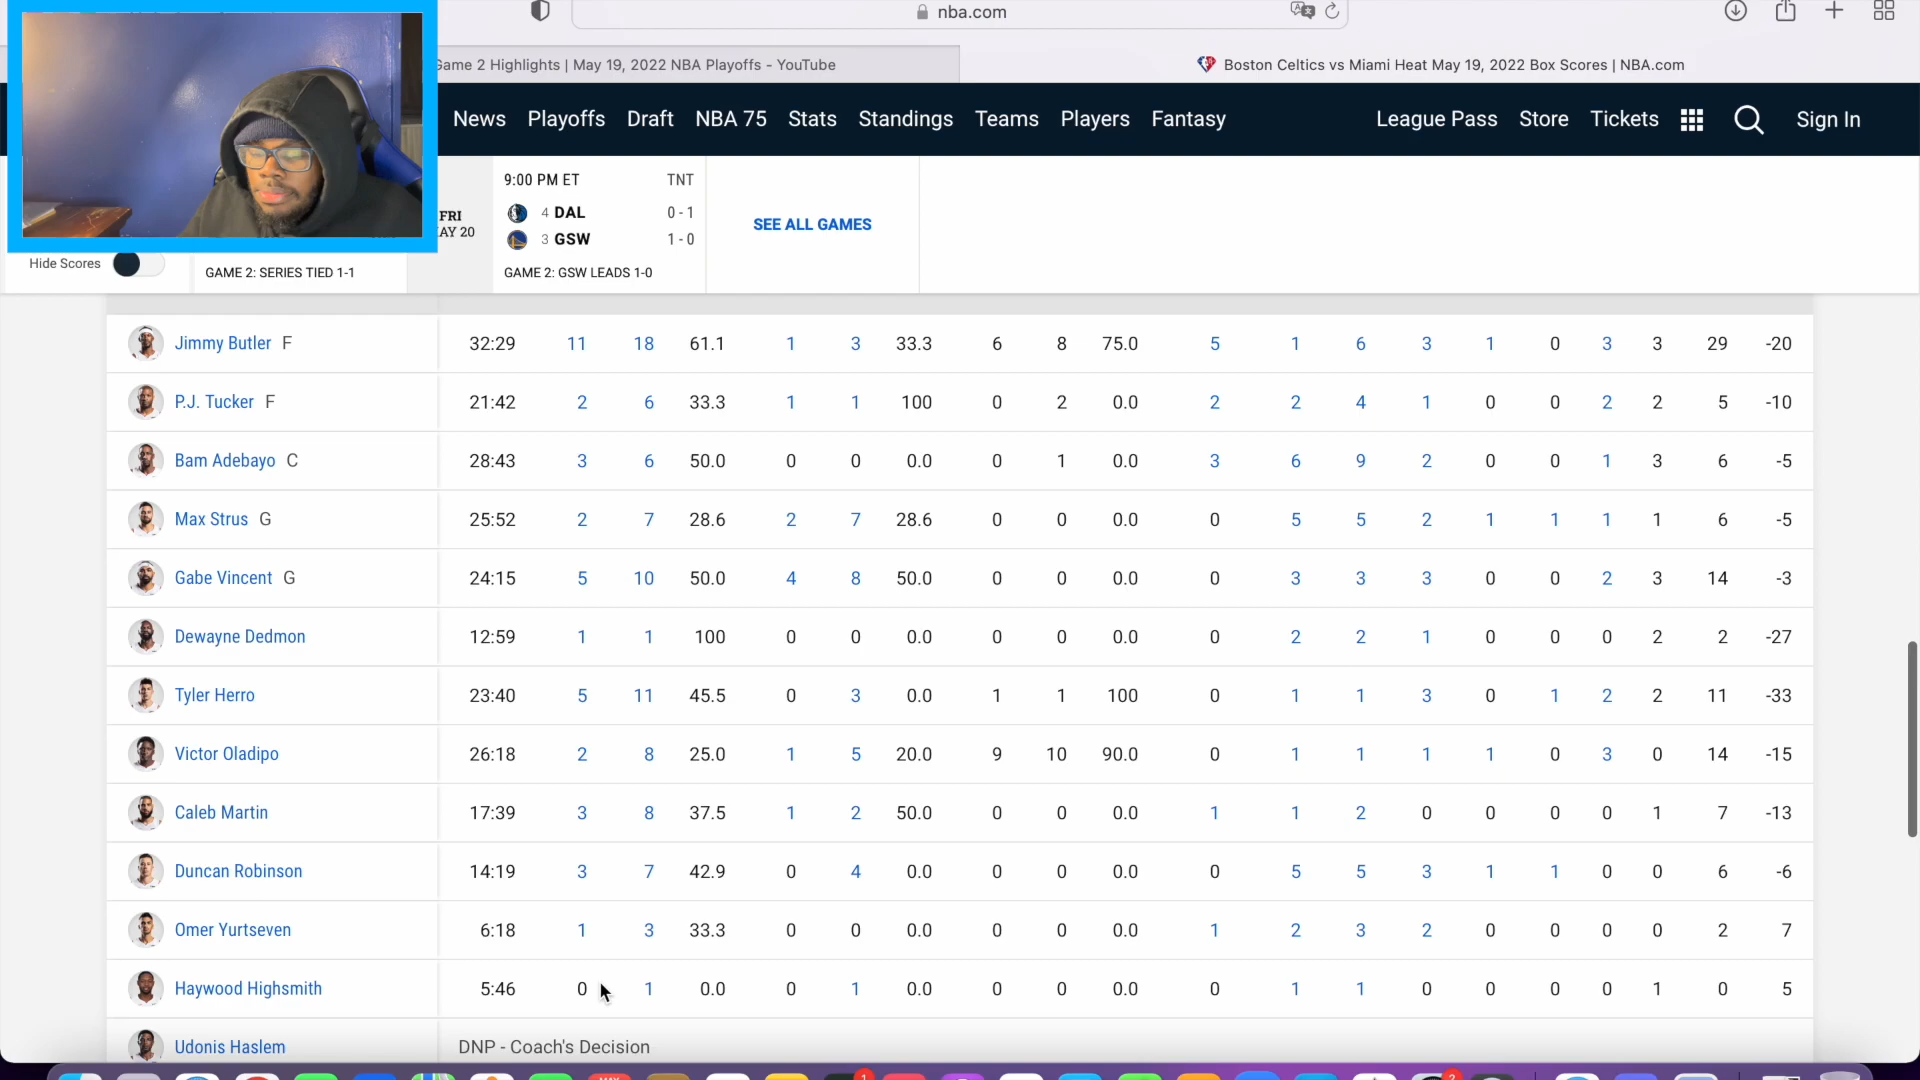 nba.com
Game 2 Highlights | May 19, 2022 NBA Playoffs - YouTube
Boston Celtics vs Miami Heat May 19, 2022 Box Scores | NBA.com
News Playoffs Draft NBA 75 Stats Standings Teams Players Fantasy League Pass Store Tickets Sign In
9:00 PM ET TNT
4 DAL 0 - 1
3 GSW 1 - 0
GAME 2: GSW LEADS 1-0
FRI
AY 20
SEE ALL GAMES
Hide Scores
GAME 2: SERIES TIED 1-1
Jimmy Butler F 32:29 11 18 61.1 1 3 33.3 6 8 75.0 5 1 6 3 1 0 3 3 29 -20
P.J. Tucker F 21:42 2 6 33.3 1 1 100 0 2 0.0 2 2 4 1 0 0 2 2 5 -10
Bam Adebayo C 28:43 3 6 50.0 0 0 0.0 0 1 0.0 3 6 9 2 0 0 1 3 6 -5
Max Strus G 25:52 2 7 28.6 2 7 28.6 0 0 0.0 0 5 5 2 1 1 1 1 6 -5
Gabe Vincent G 24:15 5 10 50.0 4 8 50.0 0 0 0.0 0 3 3 3 0 0 2 3 14 -3
Dewayne Dedmon 12:59 1 1 100 0 0 0.0 0 0 0.0 0 2 2 1 0 0 0 2 2 -27
Tyler Herro 23:40 5 11 45.5 0 3 0.0 1 1 100 0 1 1 3 0 1 2 2 11 -33
Victor Oladipo 26:18 2 8 25.0 1 5 20.0 9 10 90.0 0 1 1 1 1 0 3 0 14 -15
Caleb Martin 17:39 3 8 37.5 1 2 50.0 0 0 0.0 1 1 2 0 0 0 0 1 7 -13
Duncan Robinson 14:19 3 7 42.9 0 4 0.0 0 0 0.0 0 5 5 3 1 1 0 0 6 -6
Omer Yurtseven 6:18 1 3 33.3 0 0 0.0 0 0 0.0 1 2 3 2 0 0 0 0 2 7
Haywood Highsmith 5:46 0 1 0.0 0 1 0.0 0 0 0.0 0 1 1 0 0 0 0 1 0 5
Udonis Haslem DNP - Coach's Decision